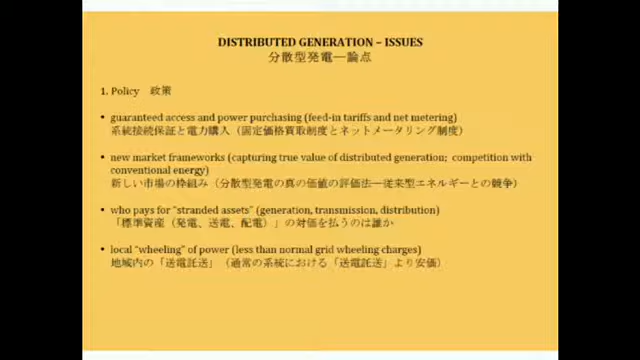 DISTRIBUTED GENERATION – ISSUES
分散型発電―論点
1. Policy 政策
• guaranteed access and power purchasing (feed-in tariffs and net metering)
系統接続保証と電力購入（固定価格買取制度とネットメータリング制度）
• new market frameworks (capturing true value of distributed generation; competition with
conventional energy)
新しい市場の枠組み（分散型発電の真の価値の評価法―従来型エネルギーとの競争）
• who pays for "stranded assets" (generation, transmission, distribution)
「標準資産（発電、送電、配電）」の対価を払うのは誰か
• local "wheeling" of power (less than normal grid wheeling charges)
地域内の「送電託送」（通常の系統における「送電託送」より安価）